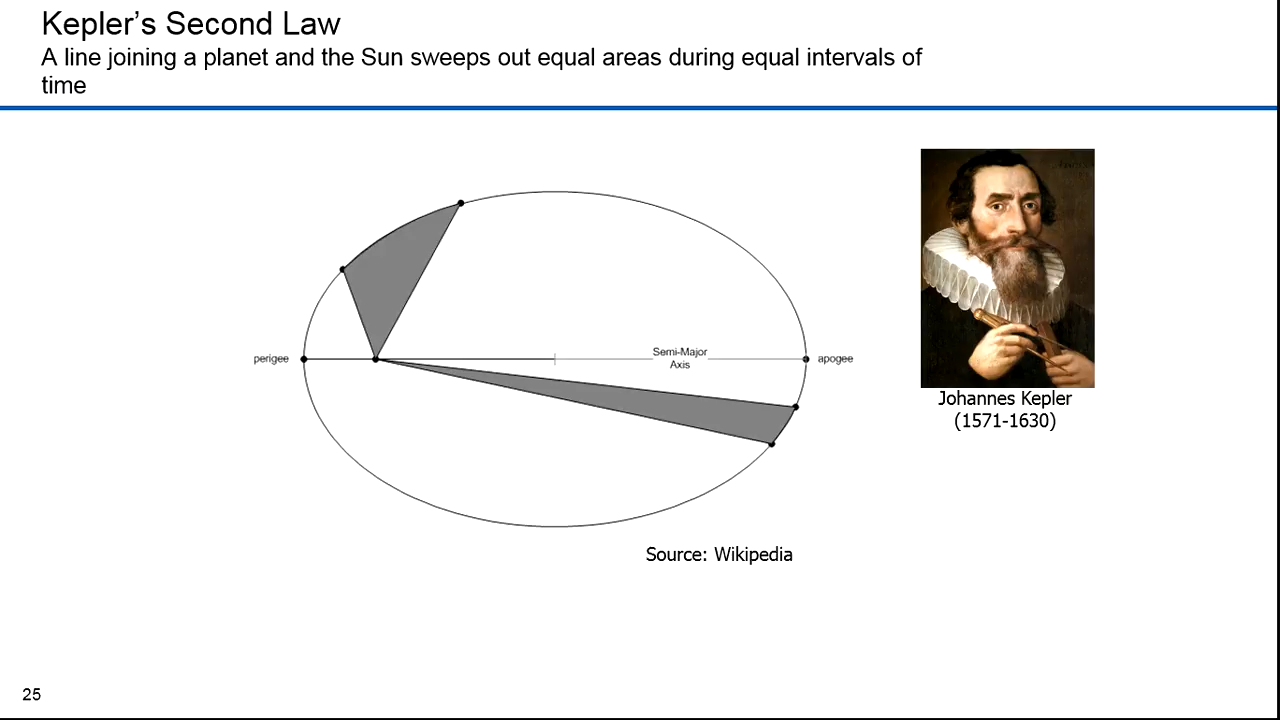 Kepler’s Second Law
A line joining a planet and the Sun sweeps out equal areas during equal intervals of
time
perigee
Semi-Major
Axis
apogee
Johannes Kepler
(1571-1630)
Source: Wikipedia
25